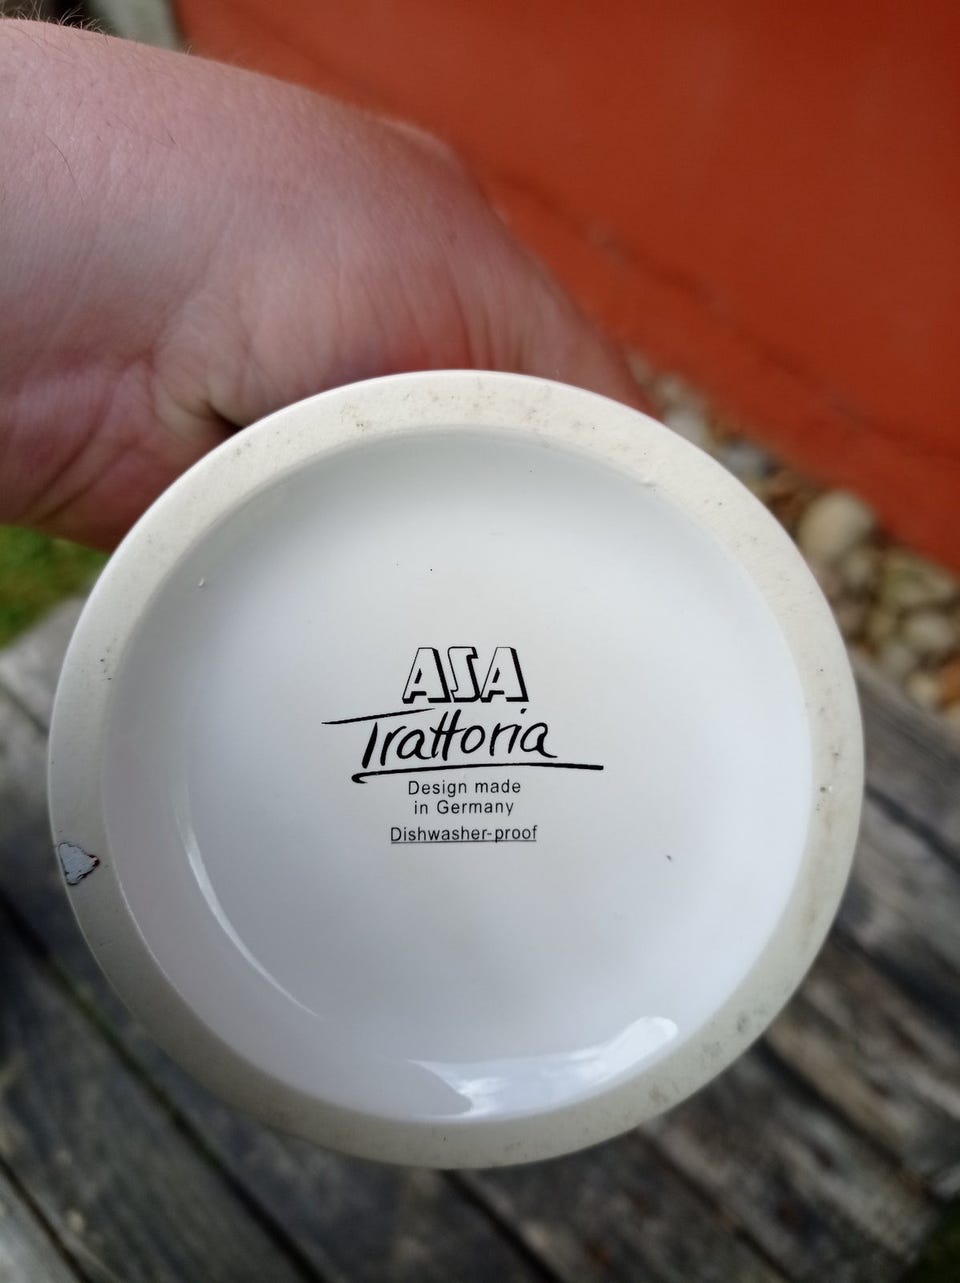 ASA
Trattoria
Design made
in Germany
Dishwasher-proof